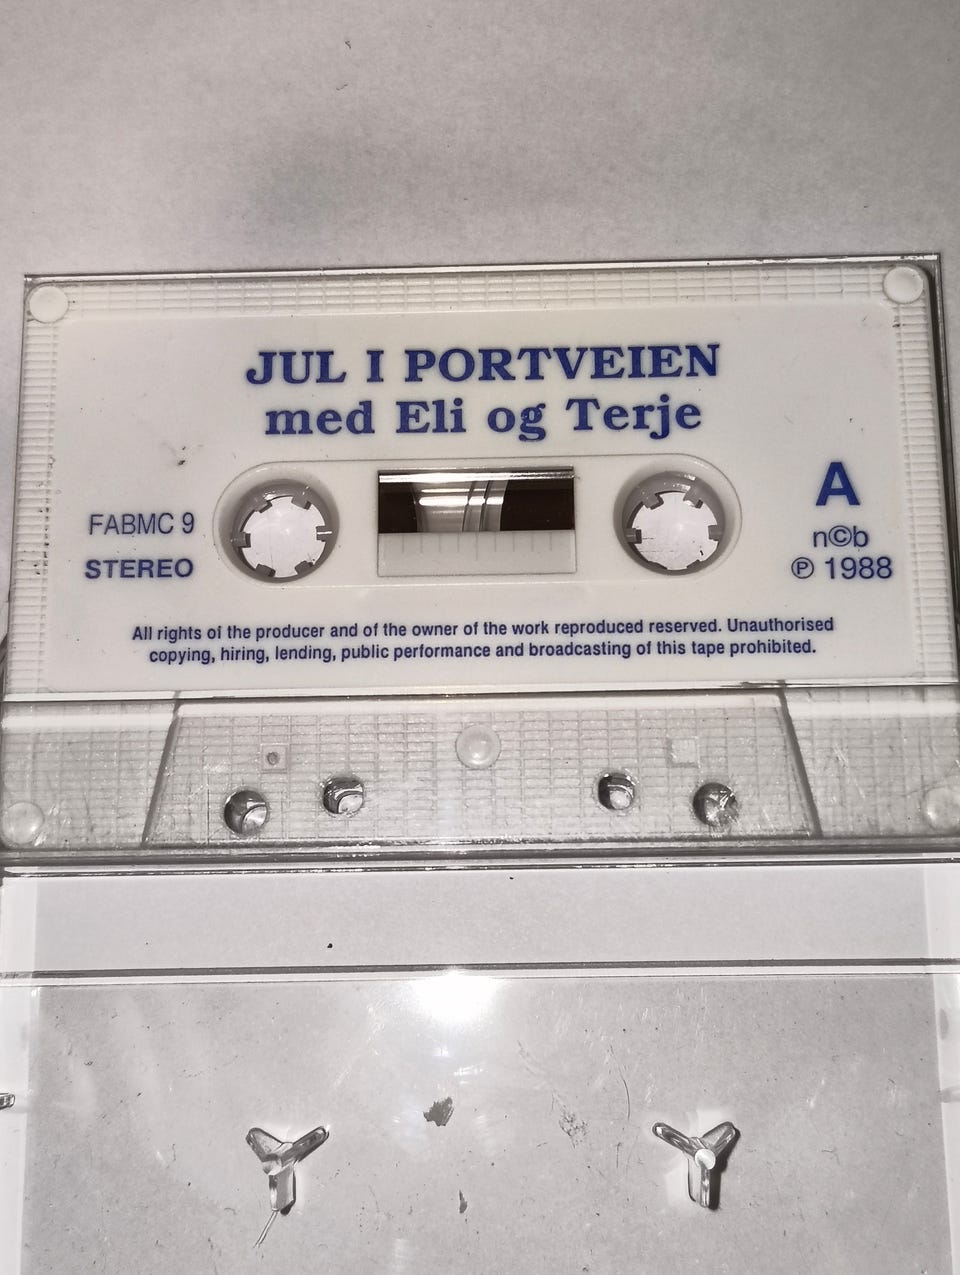 JUL I PORTVEIEN
med Eli og Terje
FABMC 9
STEREO
A
n©b
℗ 1988
All rights of the producer and of the owner of the work reproduced reserved. Unauthorised
copying, hiring, lending, public performance and broadcasting of this tape prohibited.